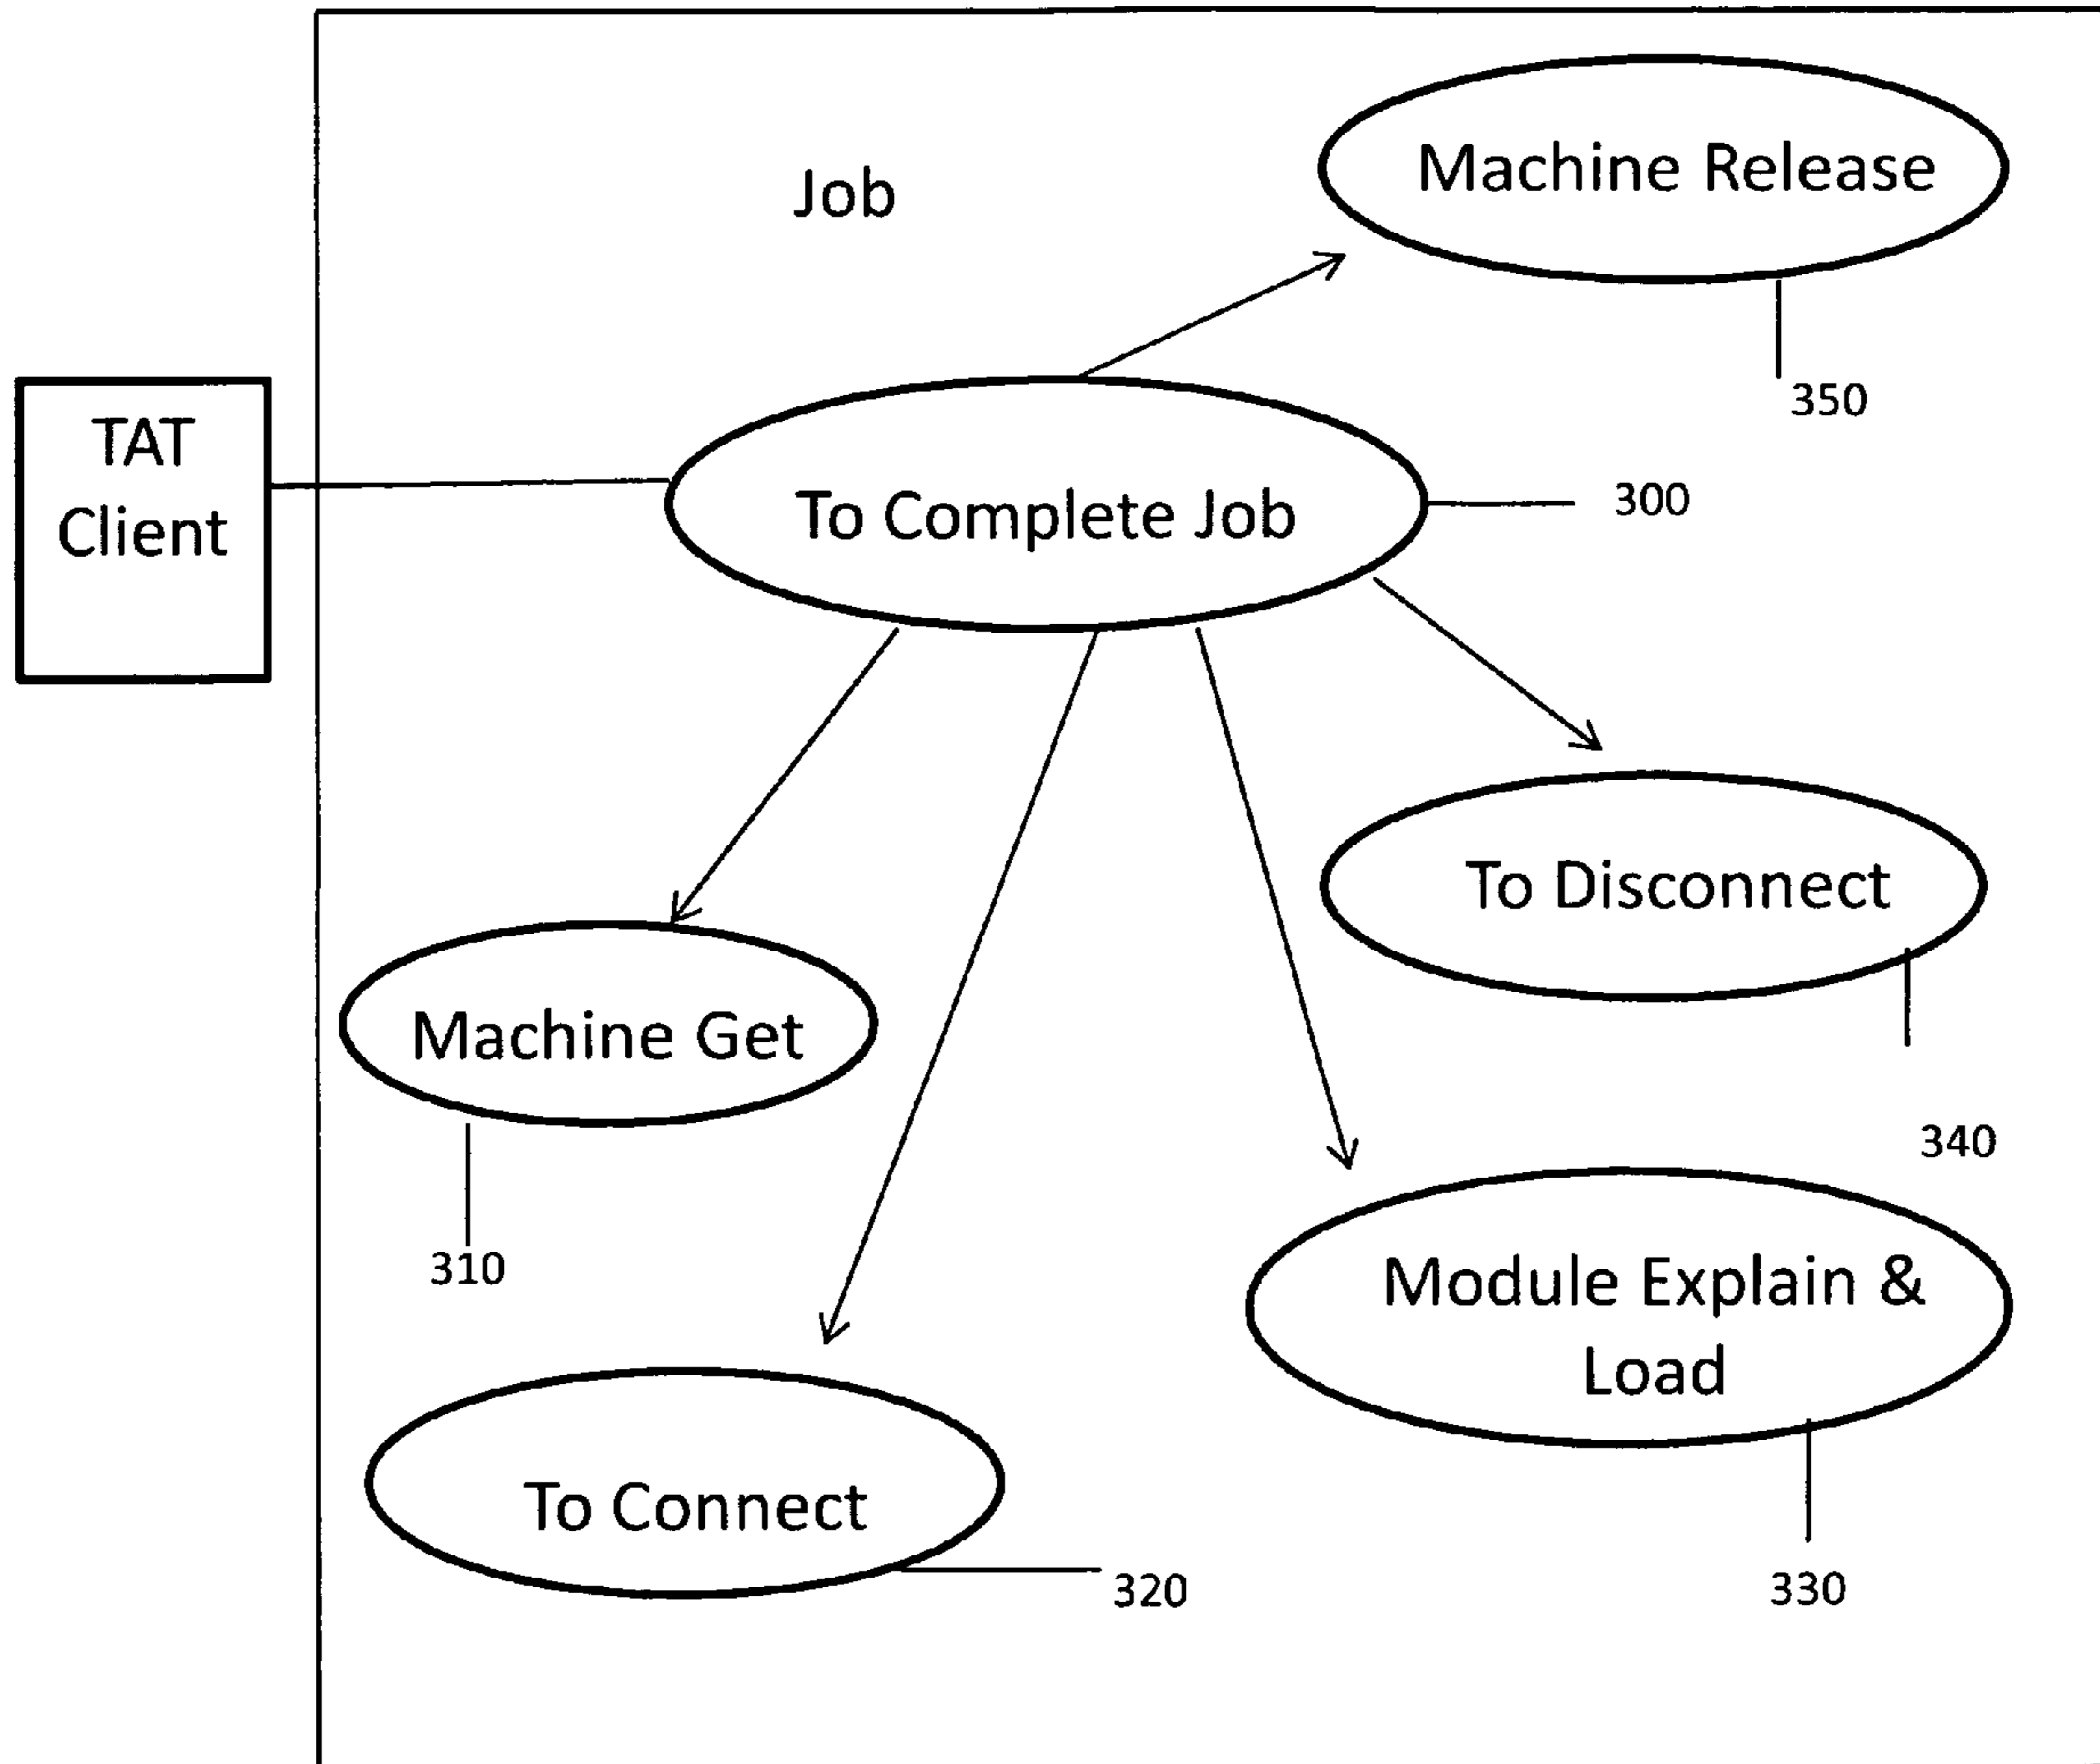 Job
Machine Release
350
TAT
Client
To Complete Job
300
To Disconnect
340
Machine Get
310
Module Explain &
Load
330
To Connect
320